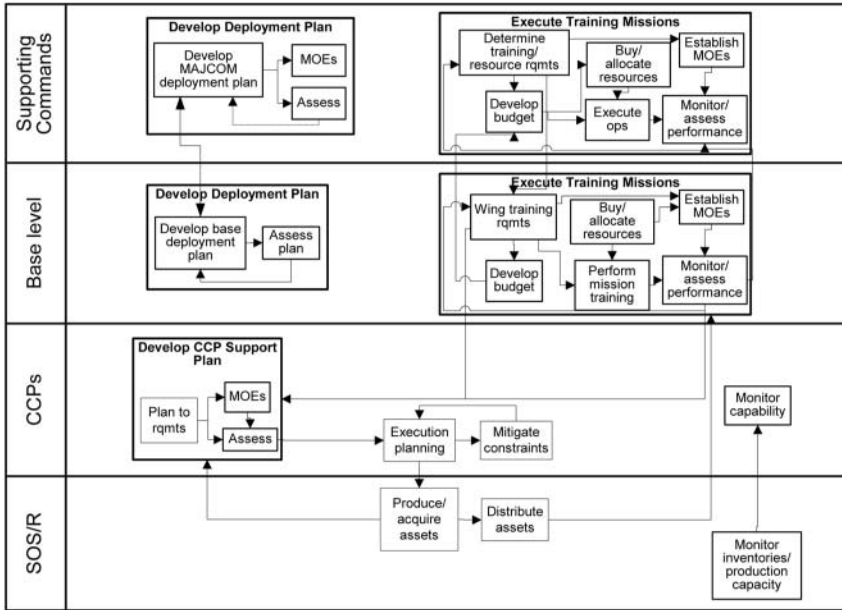 Supporting
Commands
Develop Deployment Plan
Develop
MAJCOM
deployment plan
MOEs
Assess
Execute Training Missions
Determine
training/
resource rqmts
Buy/
allocate
resources
Establish
MOEs
Develop
budget
Execute
ops
Monitor/
assess
performance
Base level
Develop Deployment Plan
Develop base
deployment
plan
Assess
plan
Execute Training Missions
Wing training
rqmts
Buy/
allocate
resources
Establish
MOEs
Develop
budget
Perform
mission
training
Monitor/
assess
performance
CCPs
Develop CCP Support
Plan
Plan to
rqmts
MOEs
Assess
Execution
planning
Mitigate
constraints
Monitor
capability
SOS/R
Produce/
acquire
assets
Distribute
assets
Monitor
inventories/
production
capacity